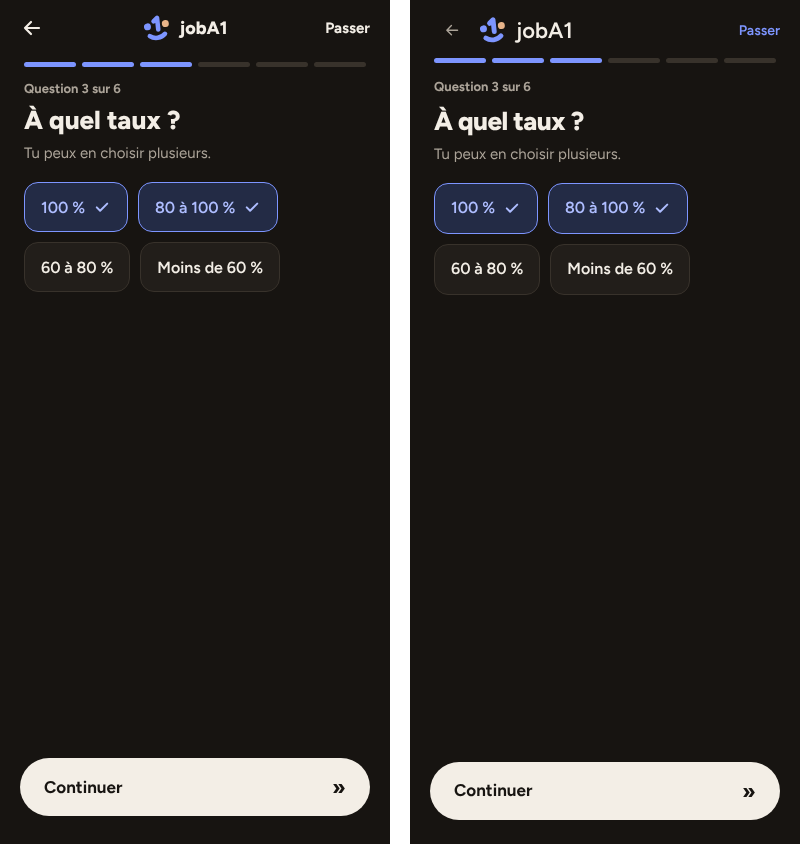 jobA1
Passer
Question 3 sur 6
À quel taux ?
Tu peux en choisir plusieurs.
100 %
80 à 100 %
60 à 80 %
Moins de 60 %
Continuer
jobA1
Passer
Question 3 sur 6
À quel taux ?
Tu peux en choisir plusieurs.
100 %
80 à 100 %
60 à 80 %
Moins de 60 %
Continuer